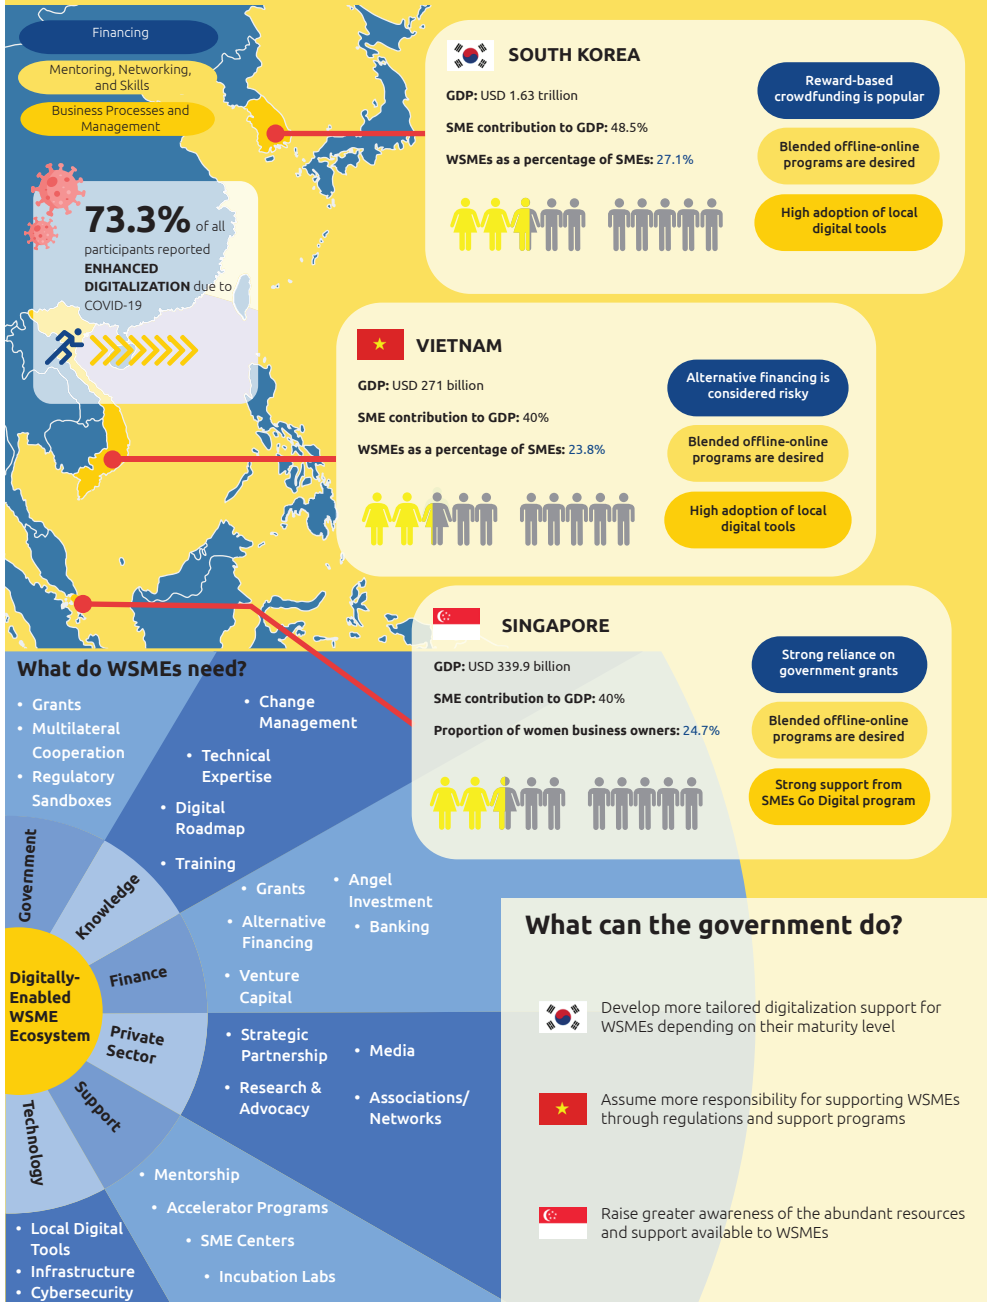 Financing
Mentoring, Networking,
and Skills
Business Processes and
Management
73.3% of all
participants reported
ENHANCED
DIGITALIZATION due to
COVID-19
SOUTH KOREA
GDP: USD 1.63 trillion
SME contribution to GDP: 48.5%
WSMEs as a percentage of SMEs: 27.1%
Reward-based
crowdfunding is popular
Blended offline-online
programs are desired
High adoption of local
digital tools
VIETNAM
GDP: USD 271 billion
SME contribution to GDP: 40%
WSMEs as a percentage of SMEs: 23.8%
Alternative financing is
considered risky
Blended offline-online
programs are desired
High adoption of local
digital tools
SINGAPORE
GDP: USD 339.9 billion
SME contribution to GDP: 40%
Proportion of women business owners: 24.7%
Strong reliance on
government grants
Blended offline-online
programs are desired
Strong support from
SMEs Go Digital program
What do WSMEs need?
• Grants
• Multilateral
Cooperation
• Regulatory
Sandboxes
• Change
Management
• Technical
Expertise
• Digital
Roadmap
• Training
• Grants
• Angel
Investment
• Alternative
Financing
• Banking
• Venture
Capital
• Strategic
Partnership
• Media
• Research &
Advocacy
• Associations/
Networks
• Mentorship
• Accelerator Programs
• SME Centers
• Incubation Labs
• Local Digital
Tools
• Infrastructure
• Cybersecurity
Government
Knowledge
Finance
Private
Sector
Support
Technology
Digitally-
Enabled
WSME
Ecosystem
What can the government do?
Develop more tailored digitalization support for
WSMEs depending on their maturity level
Assume more responsibility for supporting WSMEs
through regulations and support programs
Raise greater awareness of the abundant resources
and support available to WSMEs